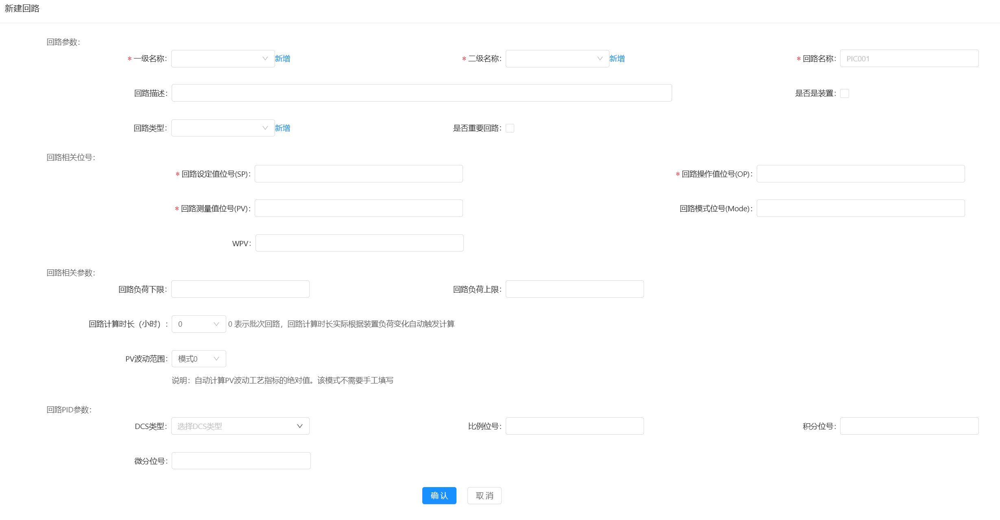 新建回路
回路参数:
* 一级名称: 新增 * 二级名称: 新增 * 回路名称: PIC001
回路描述: 是否是装置:
回路类型: 新增 是否重要回路:
回路相关位号:
* 回路设定值位号(SP): * 回路操作值位号(OP):
* 回路测量值位号(PV): 回路模式位号(Mode):
WPV:
回路相关参数:
回路负荷下限: 回路负荷上限:
回路计算时长（小时）: 0 0 表示批次回路，回路计算时长实际根据装置负荷变化自动触发计算
PV波动范围: 模式0
说明：自动计算PV波动工艺指标的绝对值。该模式不需要手工填写
回路PID参数:
DCS类型: 选择DCS类型 比例位号: 积分位号:
微分位号:
确 认 取 消